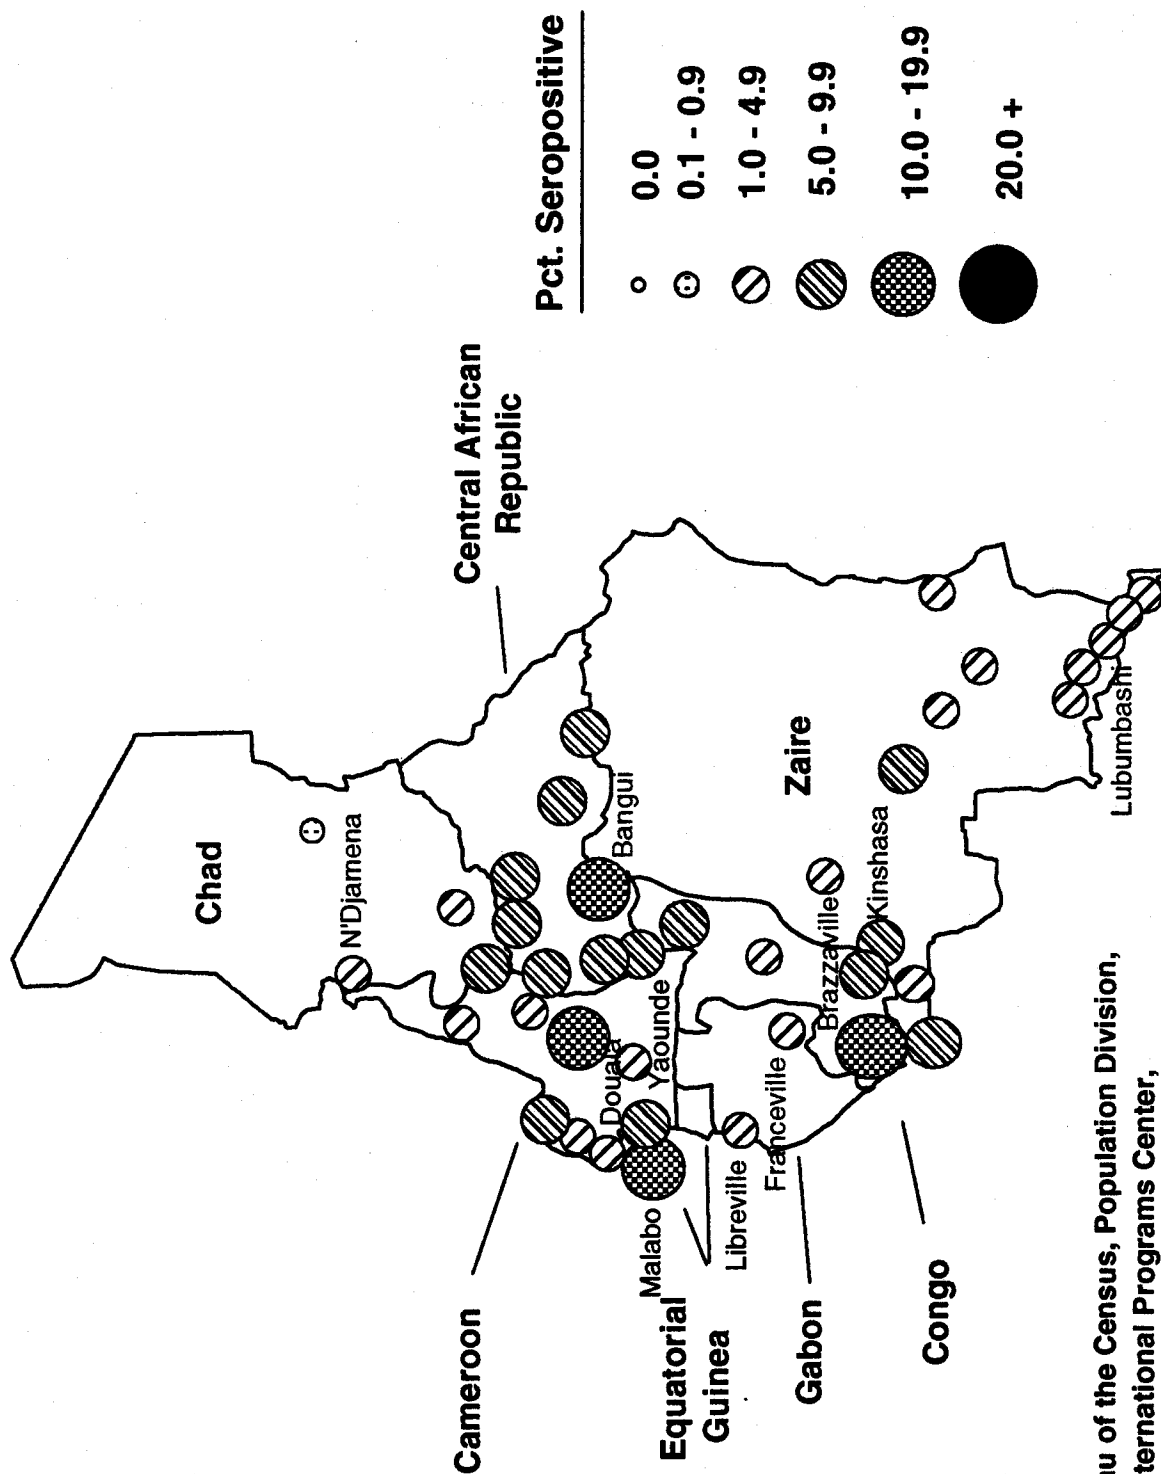 Chad
N'Djamena
Central African
Republic
Bangui
Cameroon
Douala
Yaounde
Malabo
Equatorial
Guinea
Libreville
Franceville
Gabon
Congo
Brazzaville
Kinshasa
Zaire
Lubumbashi
Pct. Seropositive
0.0
0.1 - 0.9
1.0 - 4.9
5.0 - 9.9
10.0 - 19.9
20.0 +
of the Census, Population Division,
Programs Center,